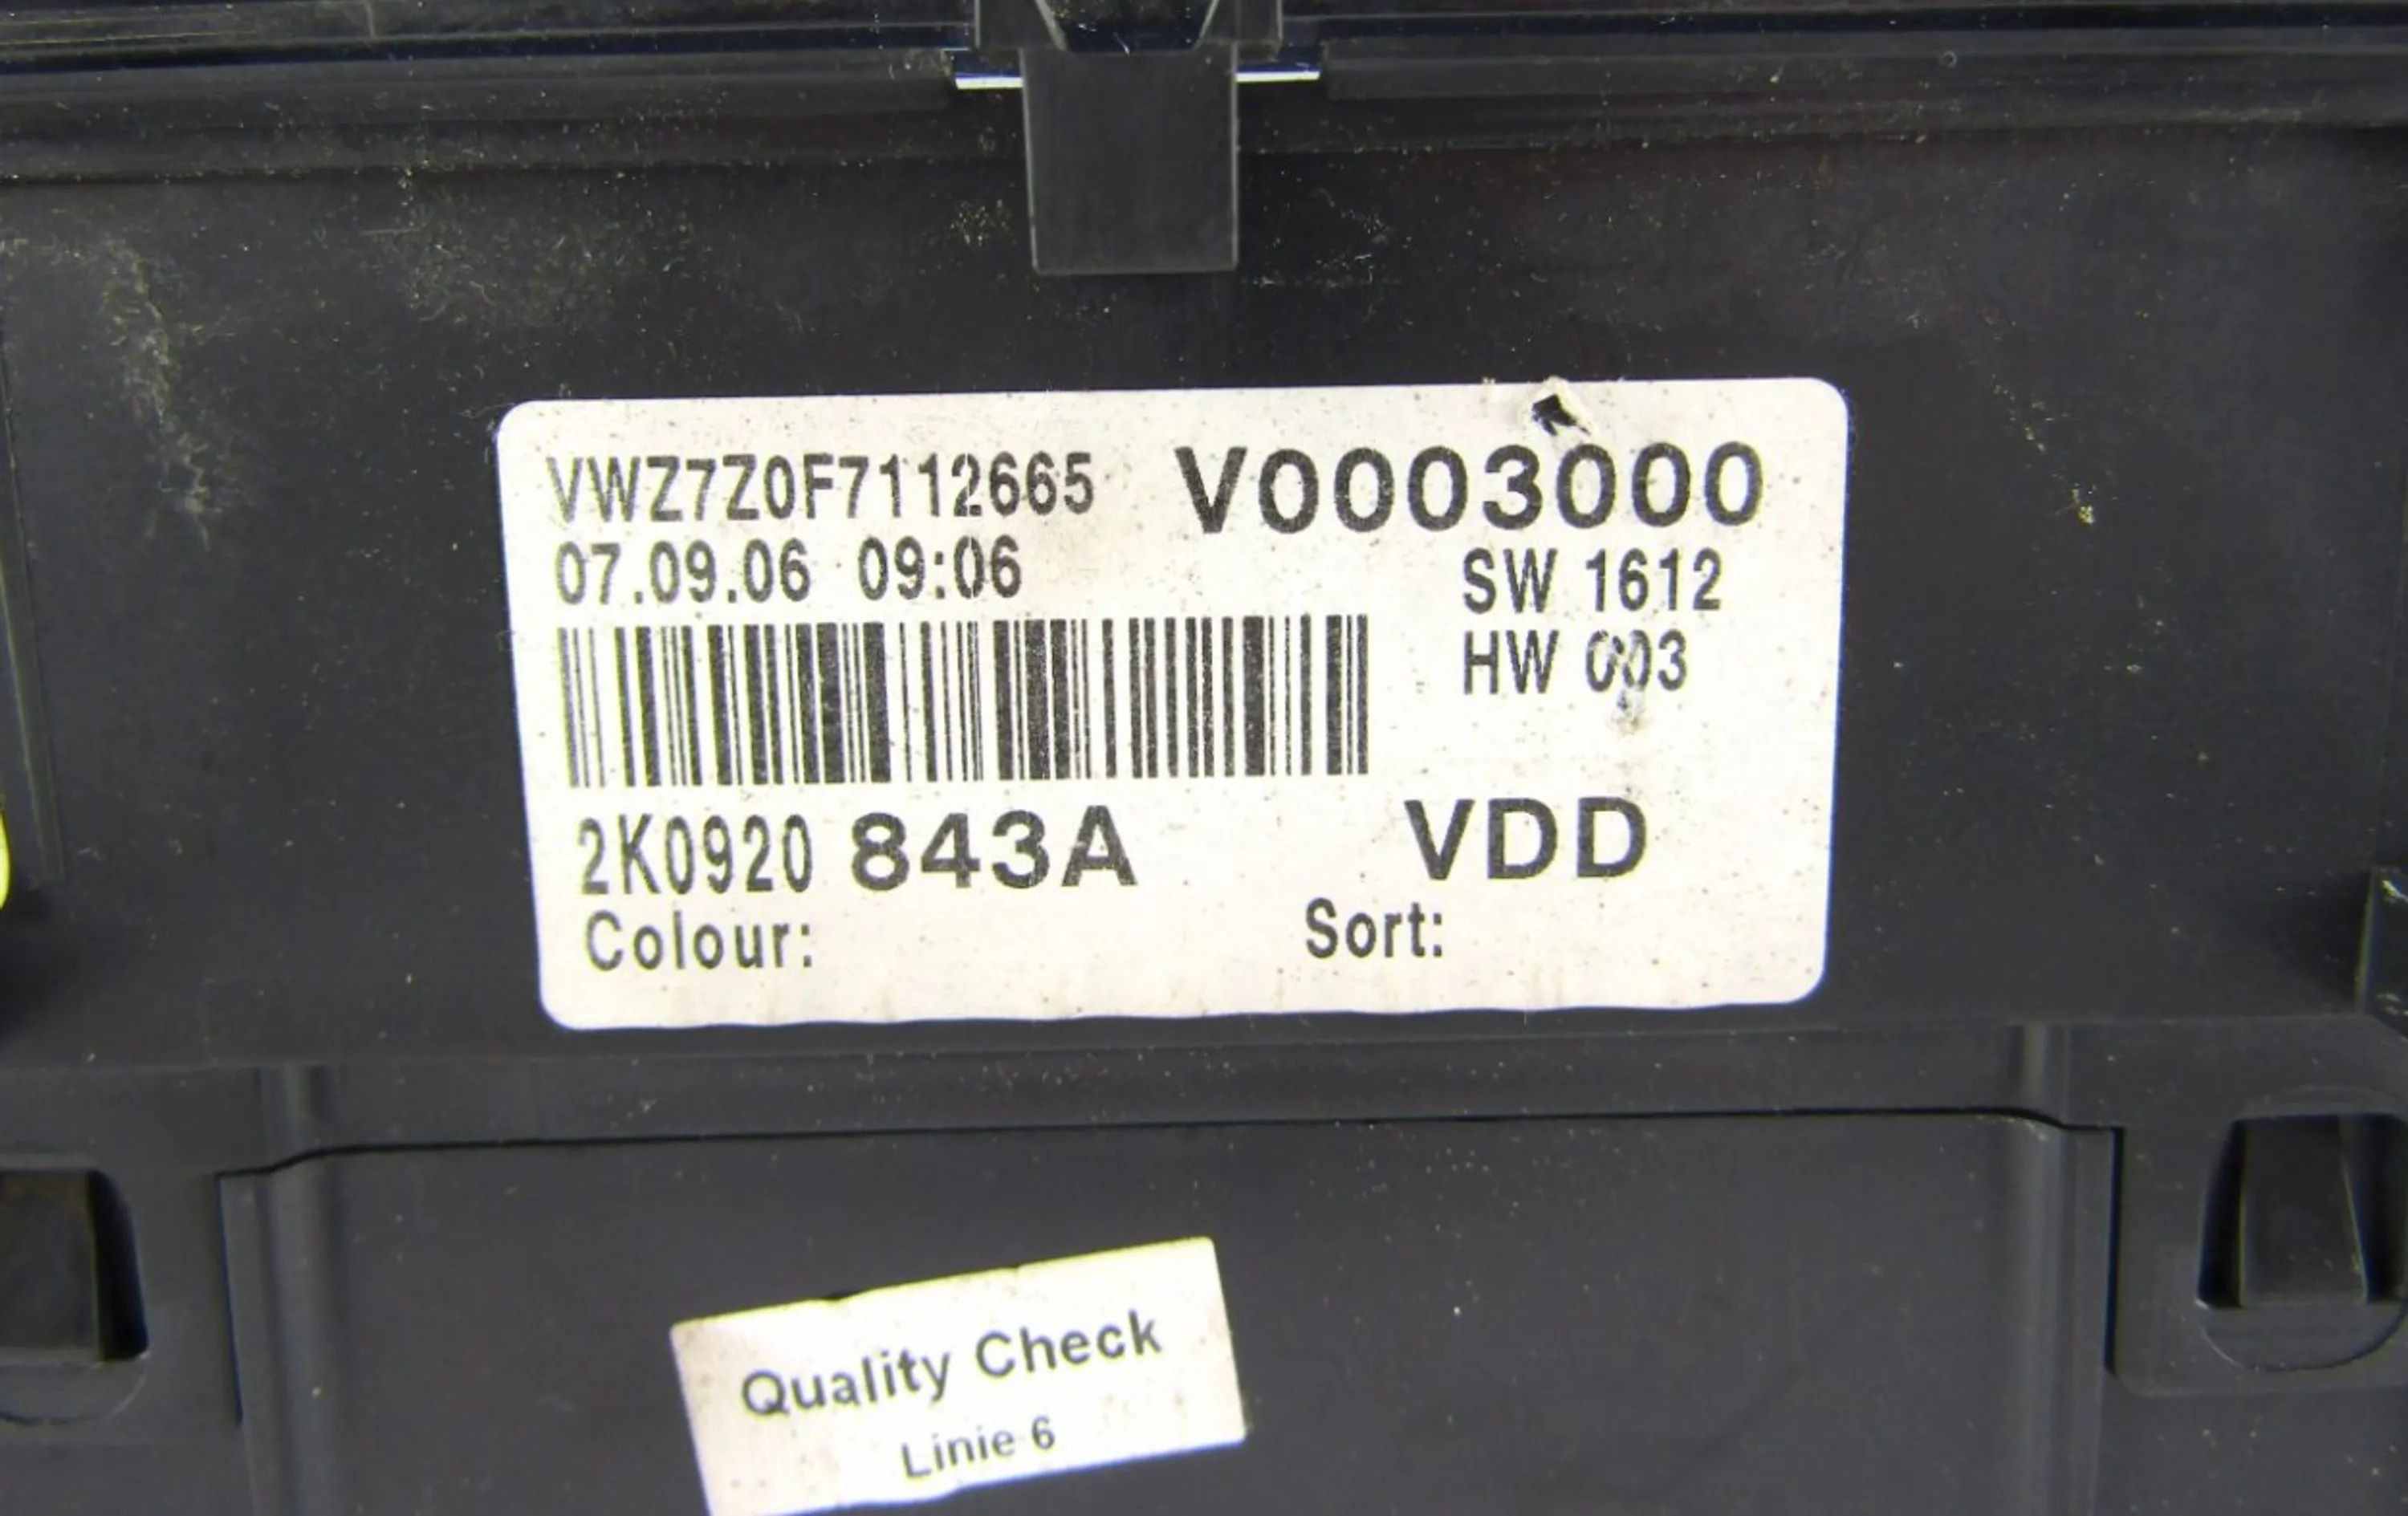 VWZ7Z0F7112665 V0003000
07.09.06 09:06 SW 1612
HW 003
2K0920 843A VDD
Colour: Sort:
Quality Check
Linie 6